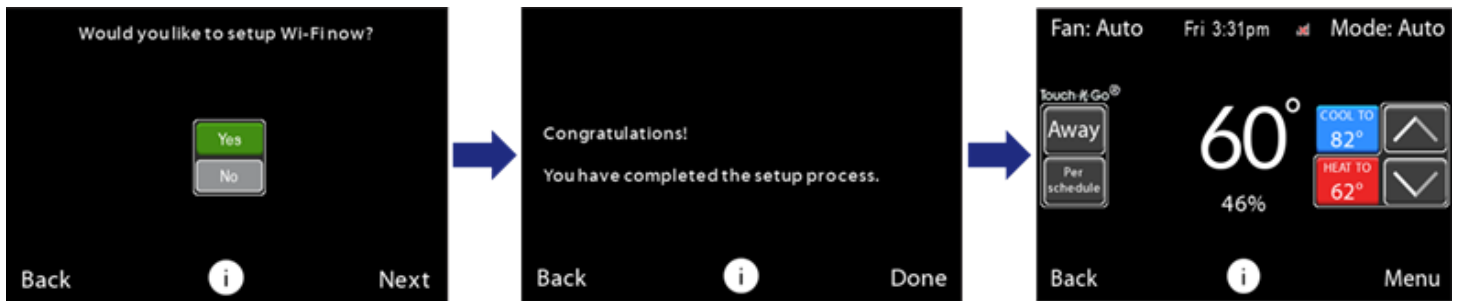 Would you like to setup Wi-Fi now?
Yes
No
Back
i
Next
Congratulations!
You have completed the setup process.
Back
i
Done
Fan: Auto
Fri 3:31pm
Mode: Auto
Touch-N-Go®
Away
Per
schedule
60°
46%
COOL TO
82°
HEAT TO
62°
Back
i
Menu